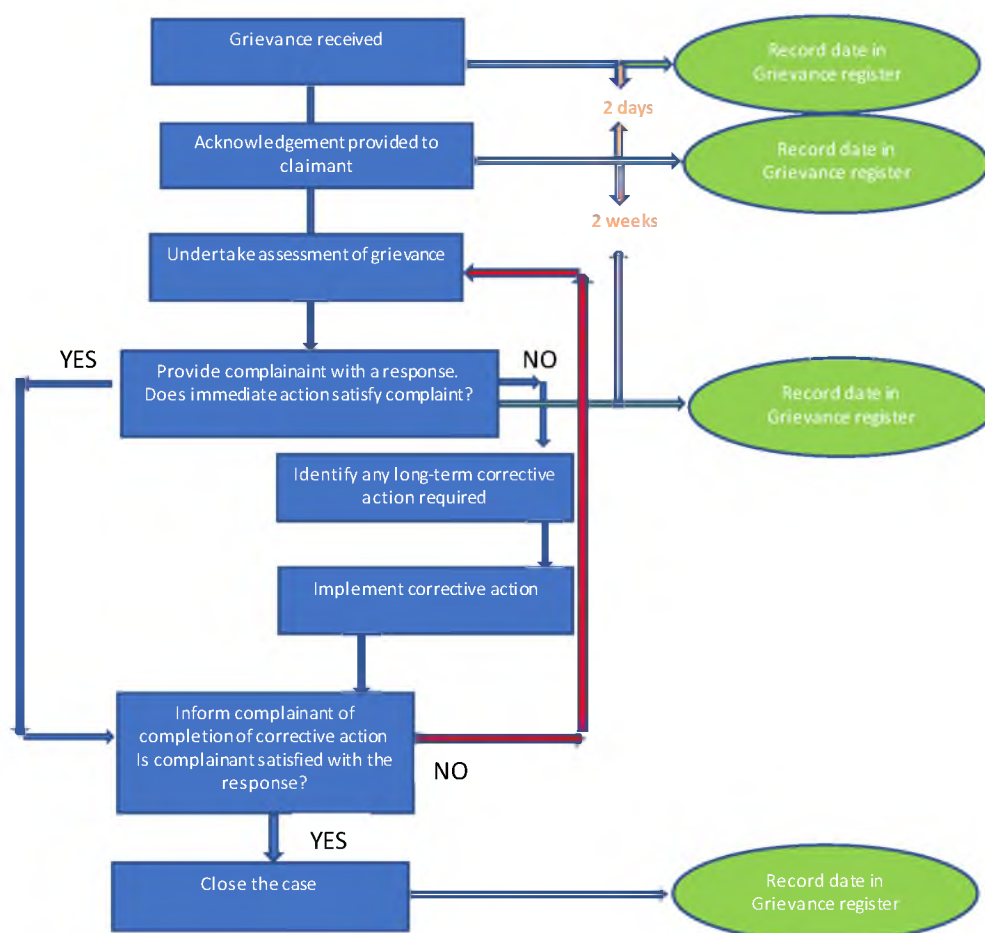 Grievance received
Record date in
Grievance register
2 days
Acknowledgement provided to
claimant
Record date in
Grievance register
2 weeks
Undertake assessment of grievance
YES
Provide complainaint with a response.
Does immediate action satisfy complaint?
NO
Record date in
Grievance register
Identify any long-term corrective
action required
Implement corrective action
Inform complainant of
completion of corrective action
Is complainant satisfied with the
response?
NO
YES
Close the case
Record date in
Grievance register